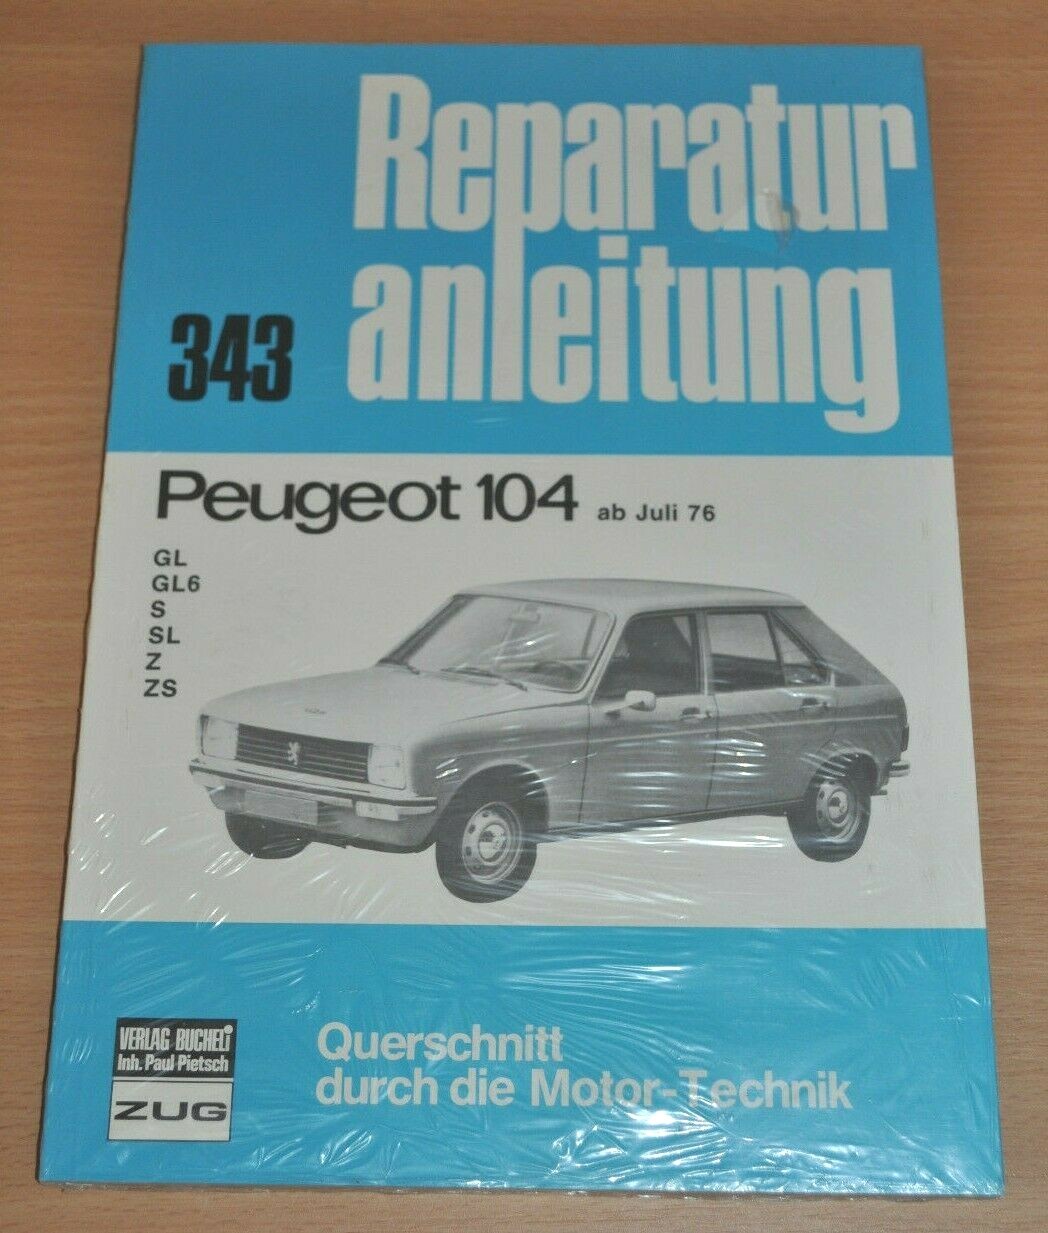 Reparatur
anleitung
343
Peugeot 104 ab Juli 76
GL
GL6
S
SL
Z
ZS
VERLAG BUCHELI
Inh. Paul Pietsch
ZUG
Querschnitt
durch die Motor-Technik